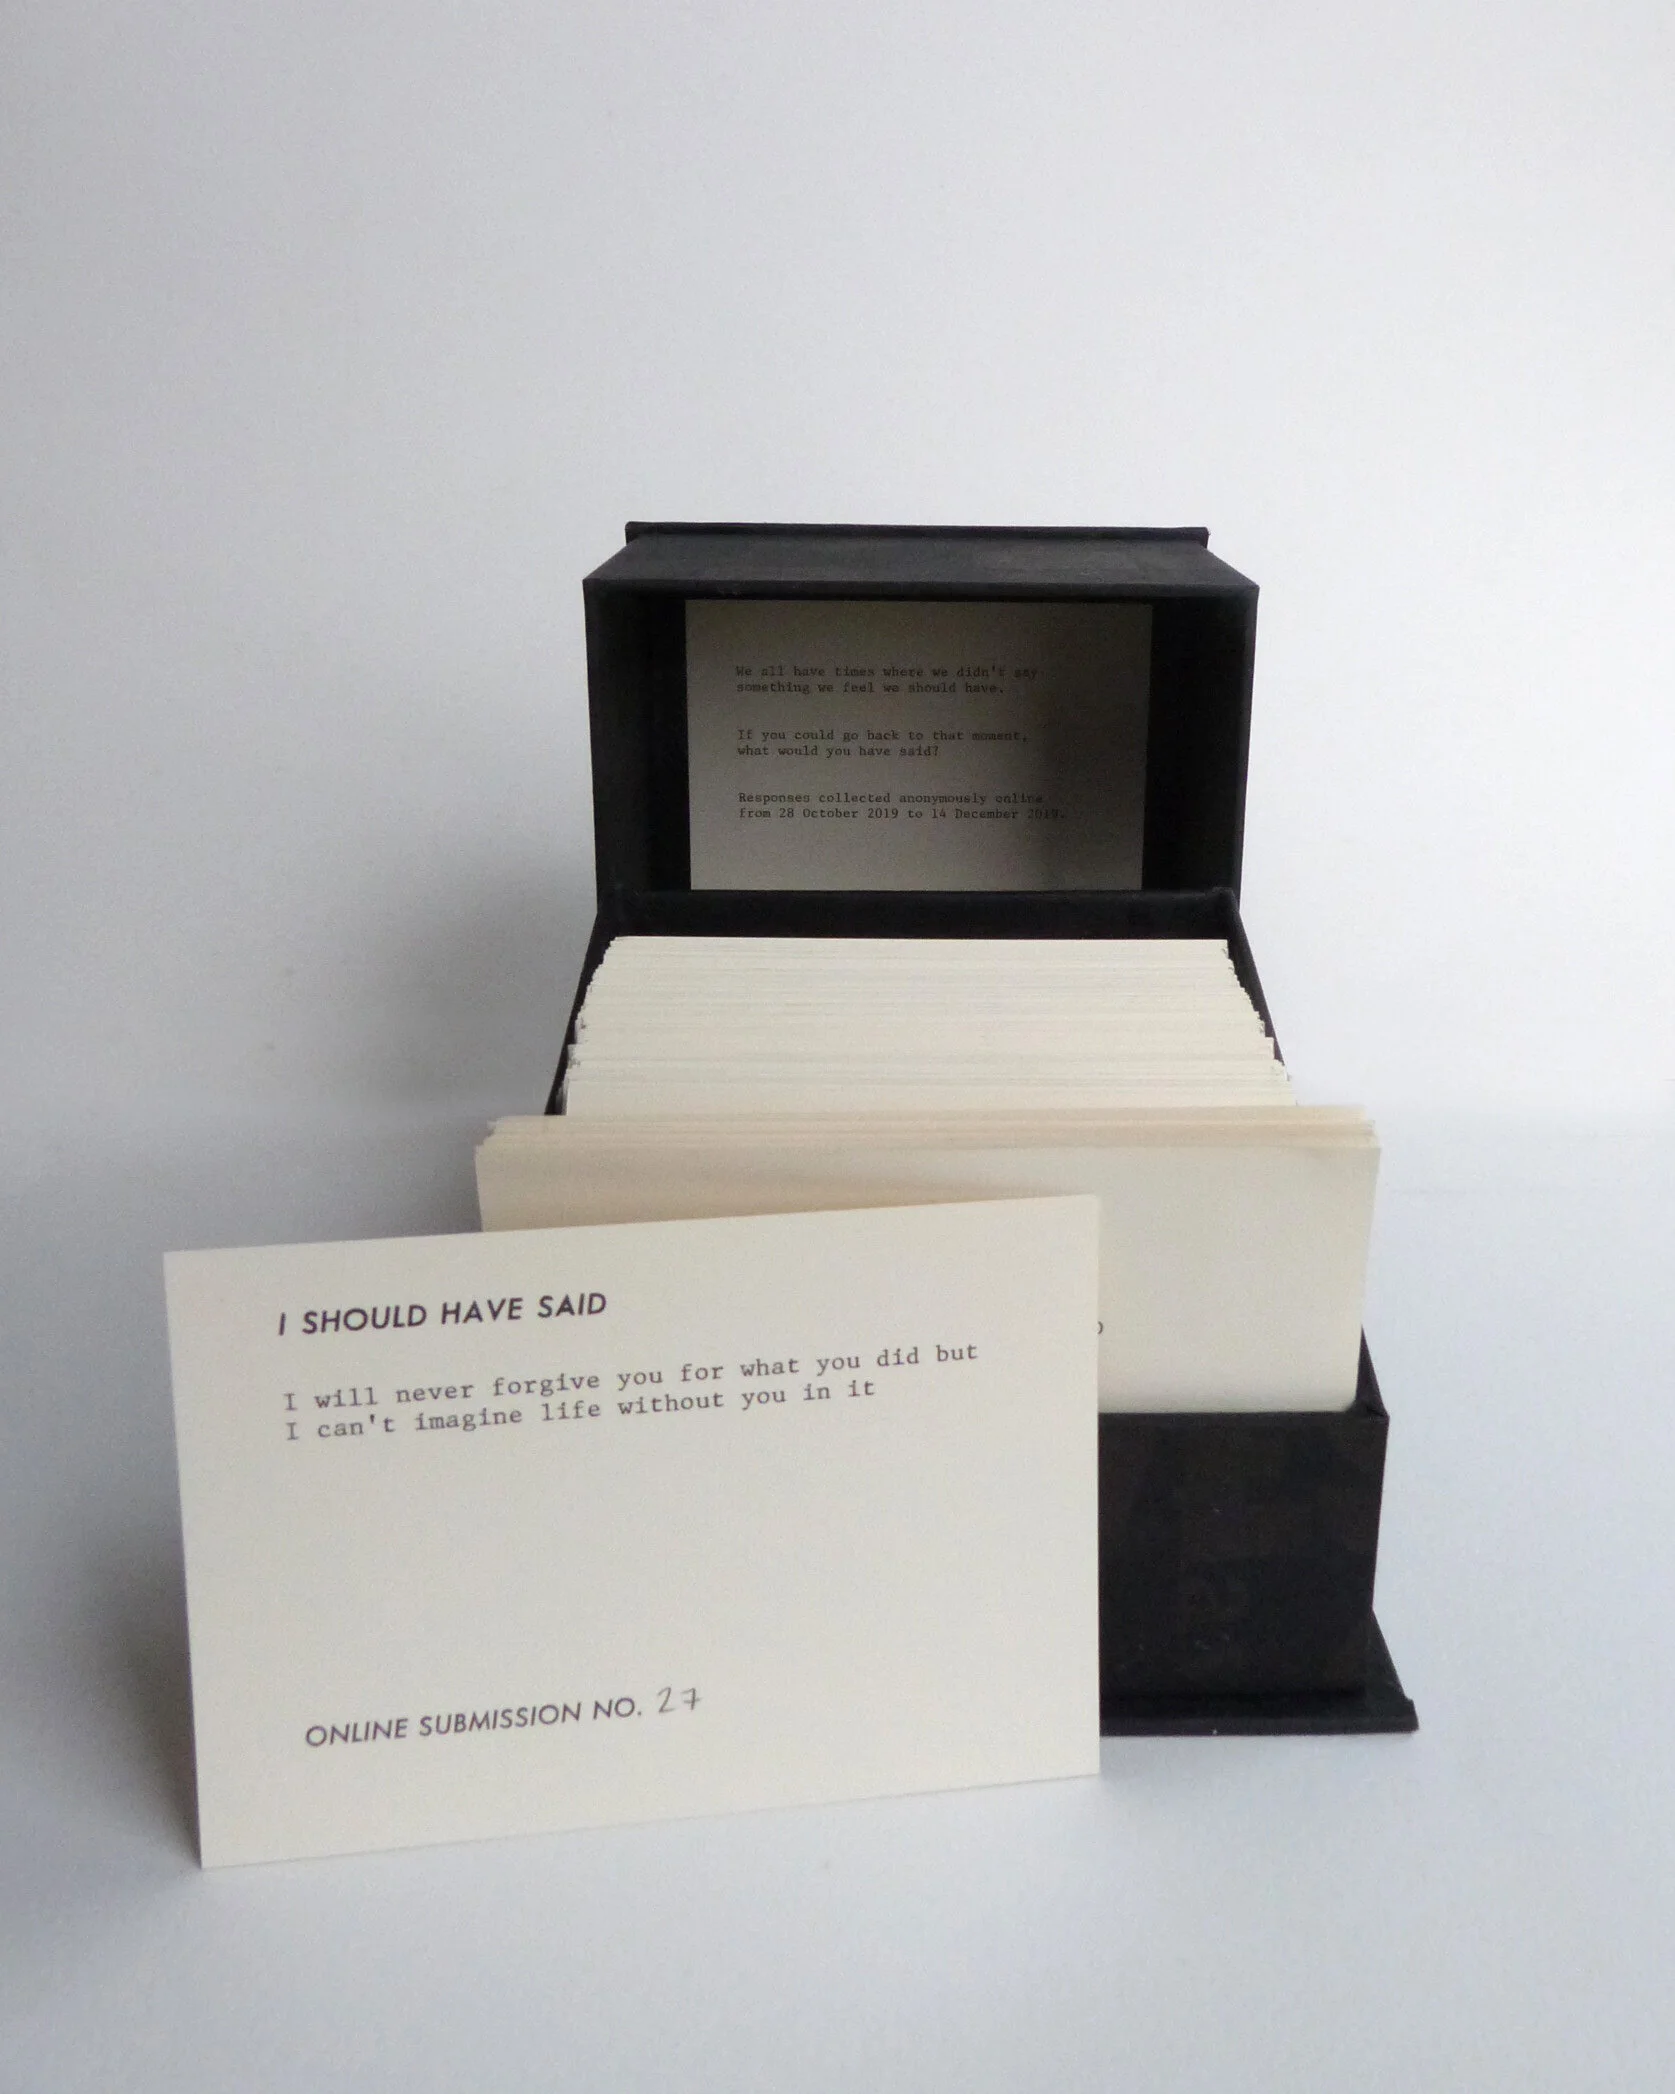 We all have times where we didn't say
something we feel we should have.
If you could go back to that moment,
what would you have said?
Responses collected anonymously online
from 28 October 2019 to 14 December 2019.
I SHOULD HAVE SAID
I will never forgive you for what you did but
I can't imagine life without you in it
ONLINE SUBMISSION NO. 27